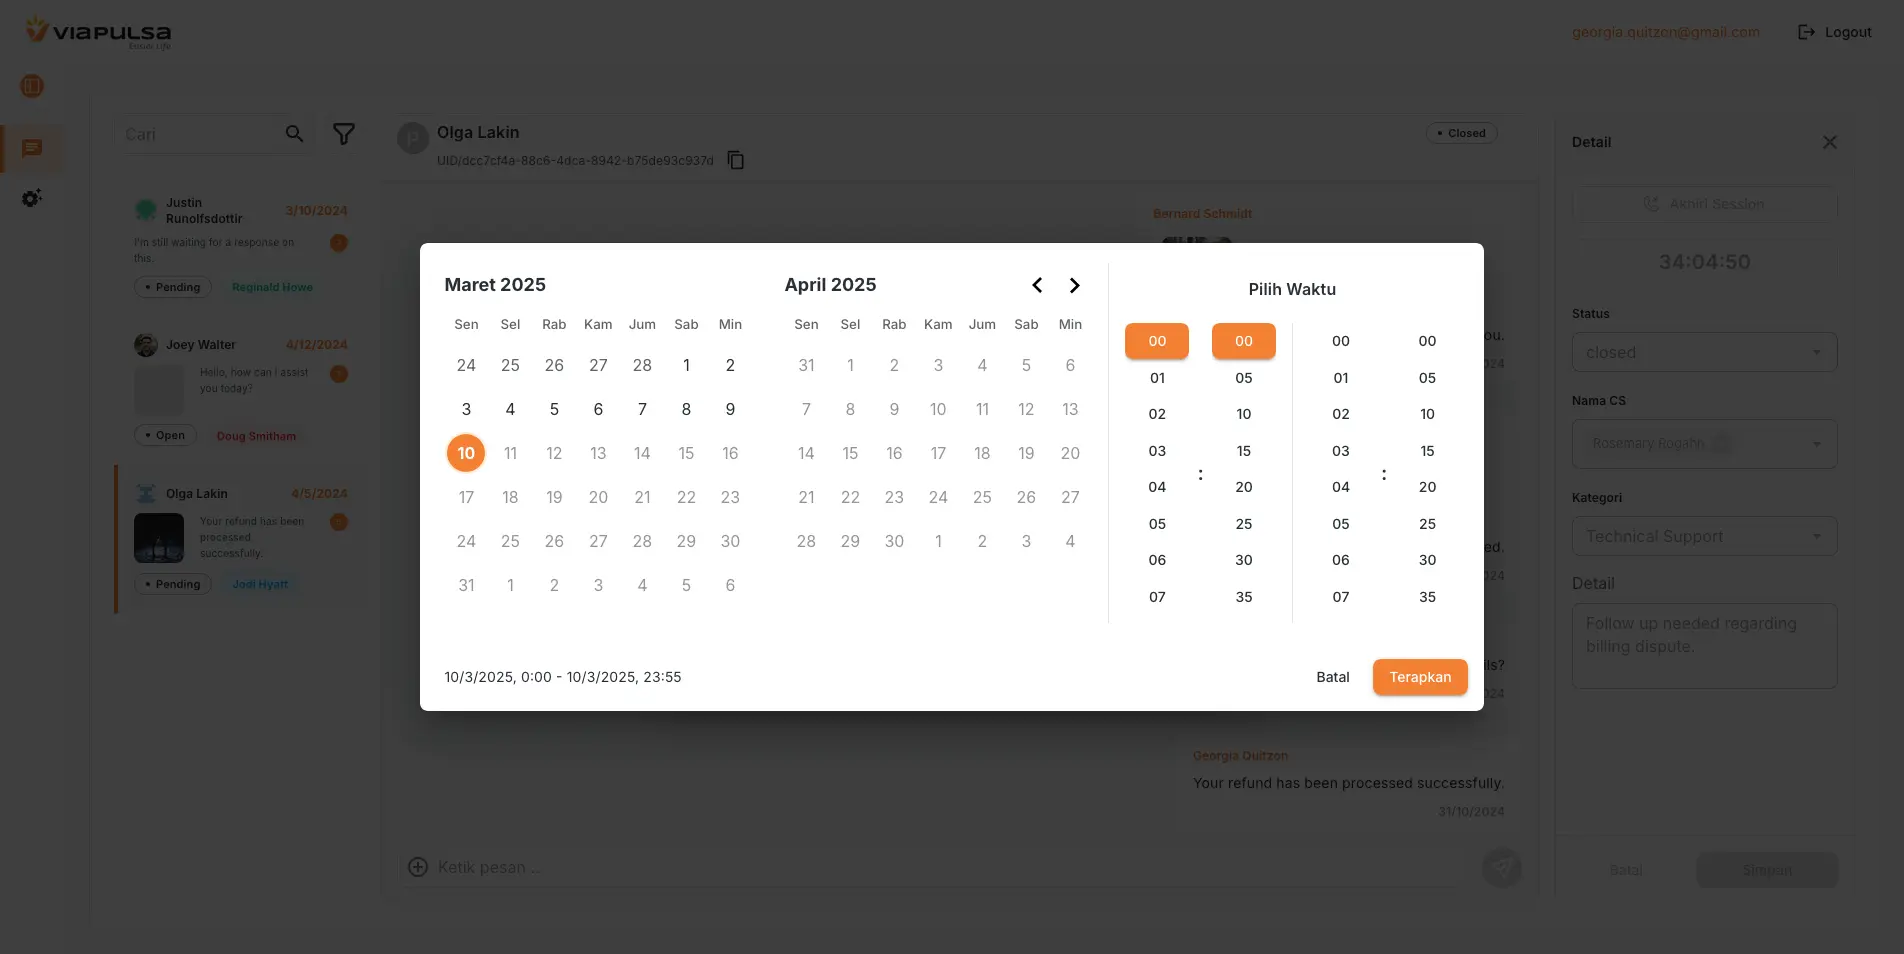 VIAPULSA
Easier Life
georgia.quitzon@gmail.com
Logout
Cari
Olga Lakin
UID/dcc7cf4a-88c6-4dca-8942-b75de93c937d
• Closed
Detail
Justin
Runolfsdottir
3/10/2024
I'm still waiting for a response on
this.
• Pending
Reginald Howe
Joey Walter
4/12/2024
Hello, how can I assist
you today?
• Open
Doug Smitham
Olga Lakin
4/5/2024
Your refund has been
processed
successfully.
• Pending
Jodi Hyatt
Bernard Schmidt
Maret 2025
Sen Sel Rab Kam Jum Sab Min
24 25 26 27 28 1 2
3 4 5 6 7 8 9
10 11 12 13 14 15 16
17 18 19 20 21 22 23
24 25 26 27 28 29 30
31 1 2 3 4 5 6
April 2025
Sen Sel Rab Kam Jum Sab Min
31 1 2 3 4 5 6
7 8 9 10 11 12 13
14 15 16 17 18 19 20
21 22 23 24 25 26 27
28 29 30 1 2 3 4
Pilih Waktu
00 00 00 00
01 05 01 05
02 10 02 10
03 15 03 15
: :
04 20 04 20
05 25 05 25
06 30 06 30
07 35 07 35
10/3/2025, 0:00 - 10/3/2025, 23:55
Batal
Terapkan
Georgia Quitzon
Your refund has been processed successfully.
31/10/2024
Ketik pesan ...
Akhiri Session
34:04:50
Status
closed
Nama CS
Rosemary Rogahn
Kategori
Technical Support
Detail
Follow up needed regarding
billing dispute.
Batal
Simpan